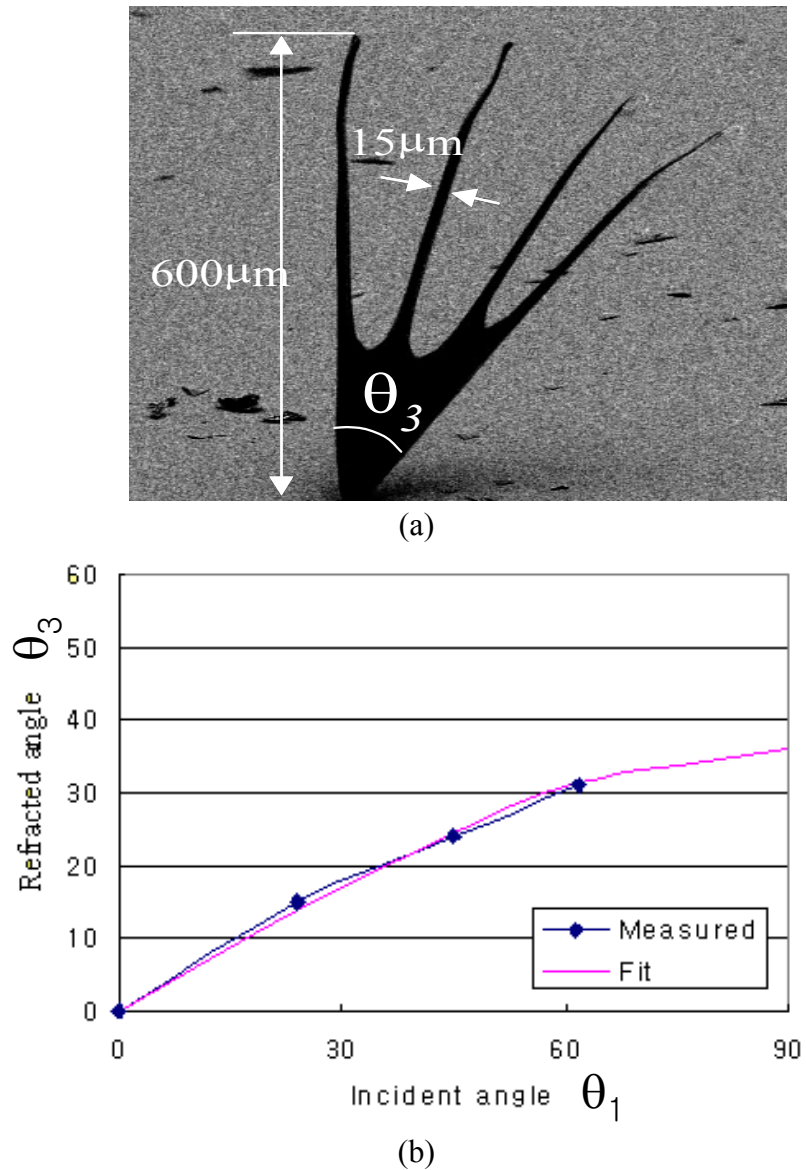 15μm
600μm
θ3
(a)
60
50
40
30
20
10
0
Refracted angle θ3
0 30 60 90
Incident angle θ1
Measured
Fit
(b)